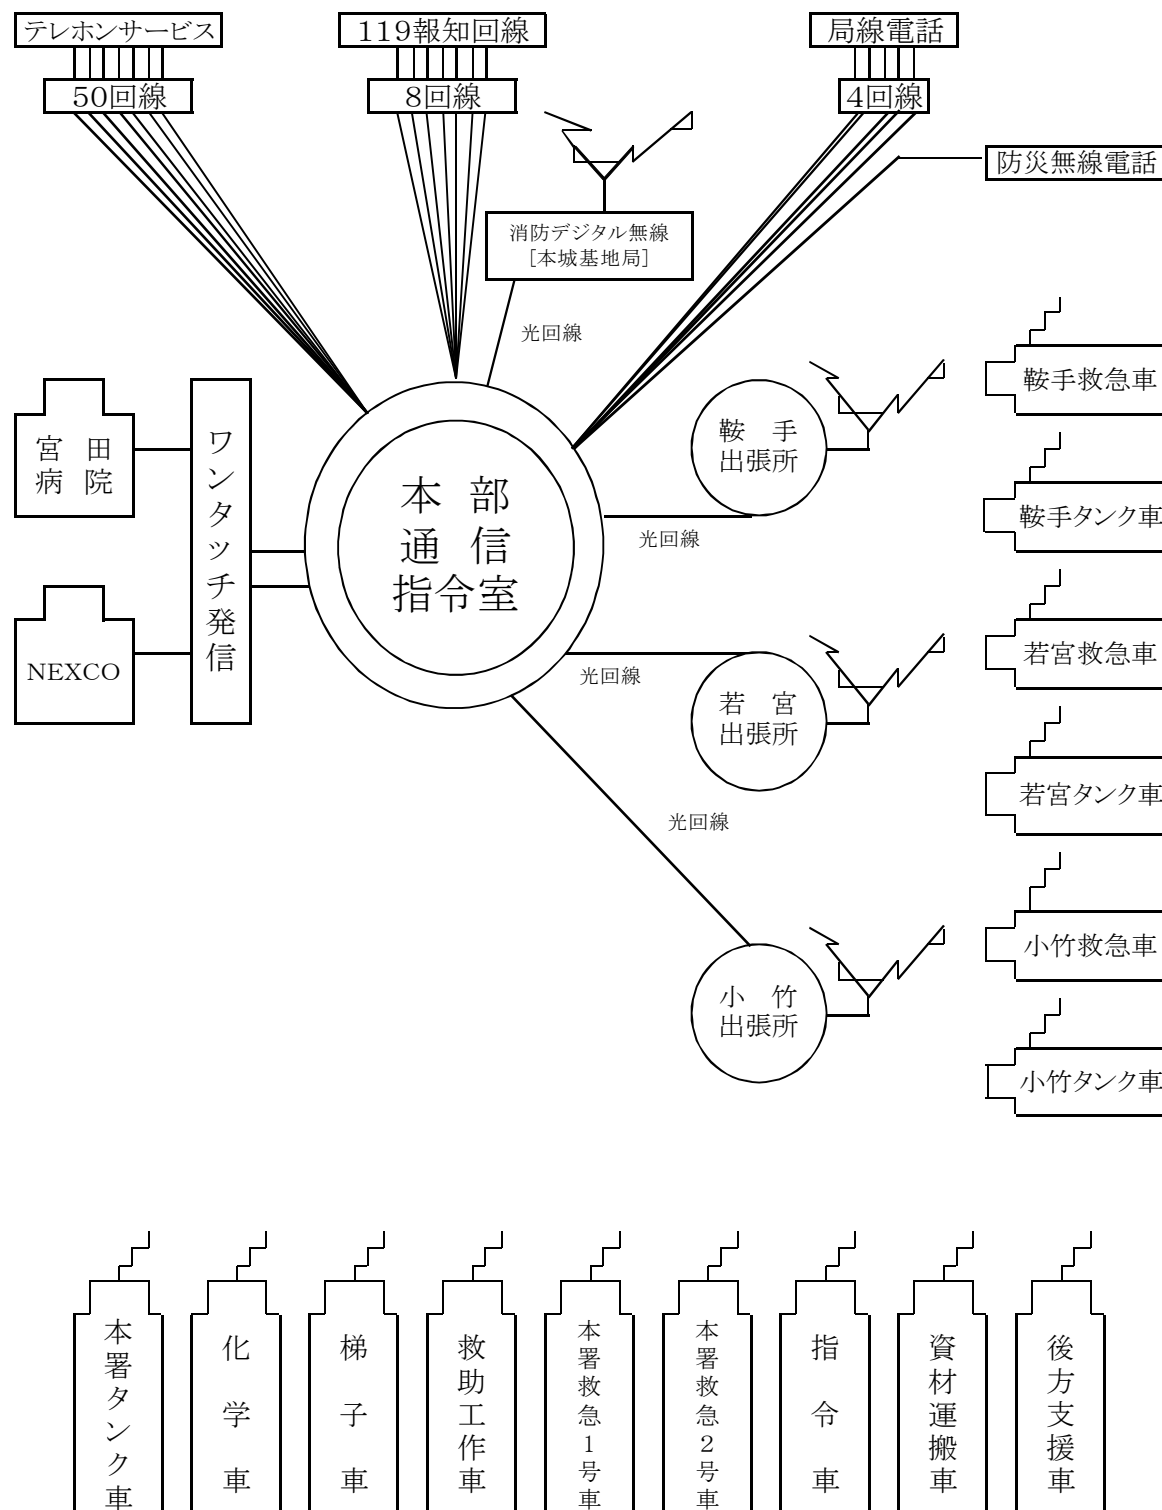 テレホンサービス
119報知回線
局線電話
50回線
8回線
4回線
防災無線電話
消防デジタル無線
[本城基地局]
光回線
鞍手救急車
宮田
病院
ワンタッチ発信
鞍手
出張所
本部
通信
指令室
光回線
鞍手タンク車
NEXCO
光回線
若宮
出張所
若宮救急車
若宮タンク車
光回線
小竹
出張所
小竹救急車
小竹タンク車
本署タンク車
化学車
梯子車
救助工作車
本署救急1号車
本署救急2号車
指令車
資材運搬車
後方支援車